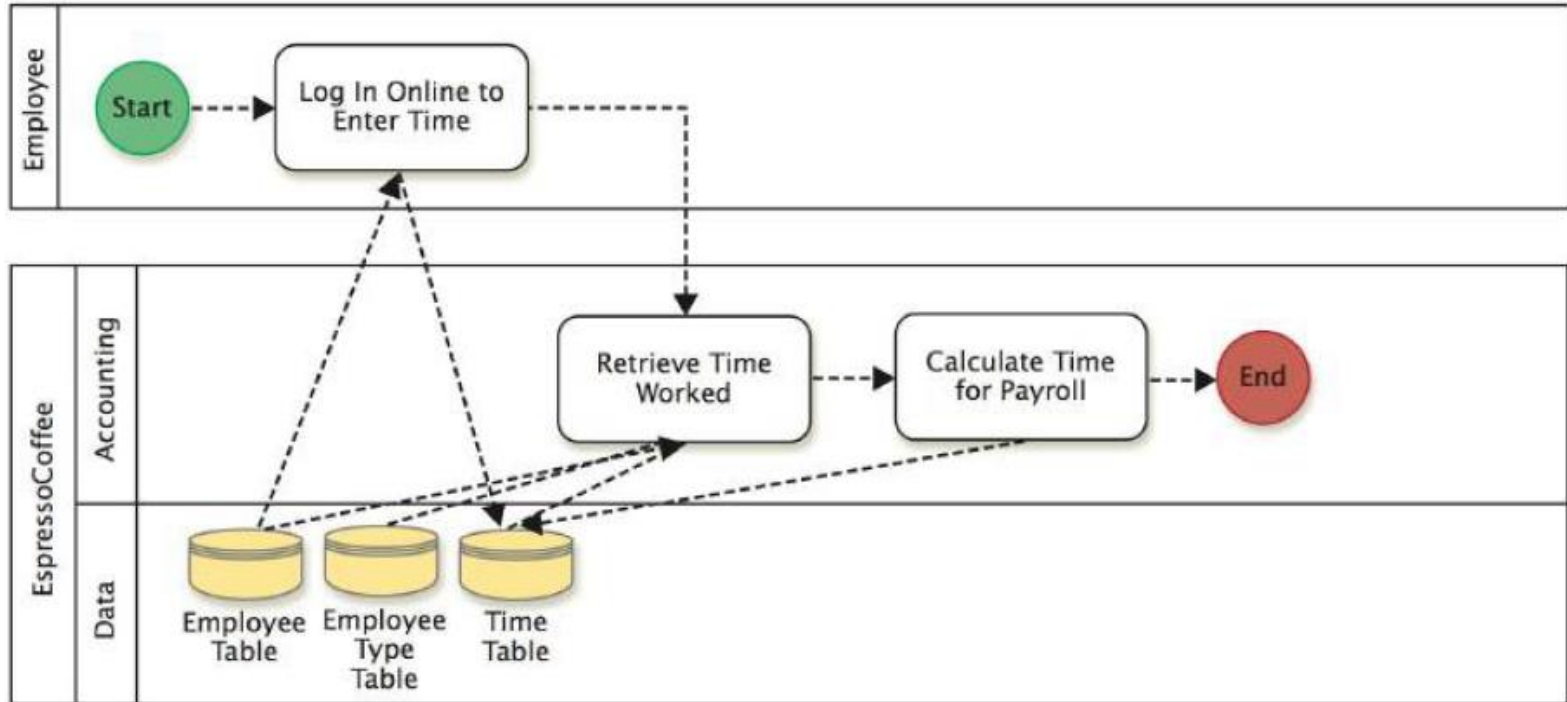 Employee
Start
Log In Online to
Enter Time
EspressoCoffee
Accounting
Retrieve Time
Worked
Calculate Time
for Payroll
End
Data
Employee
Table
Employee
Type
Table
Time
Table